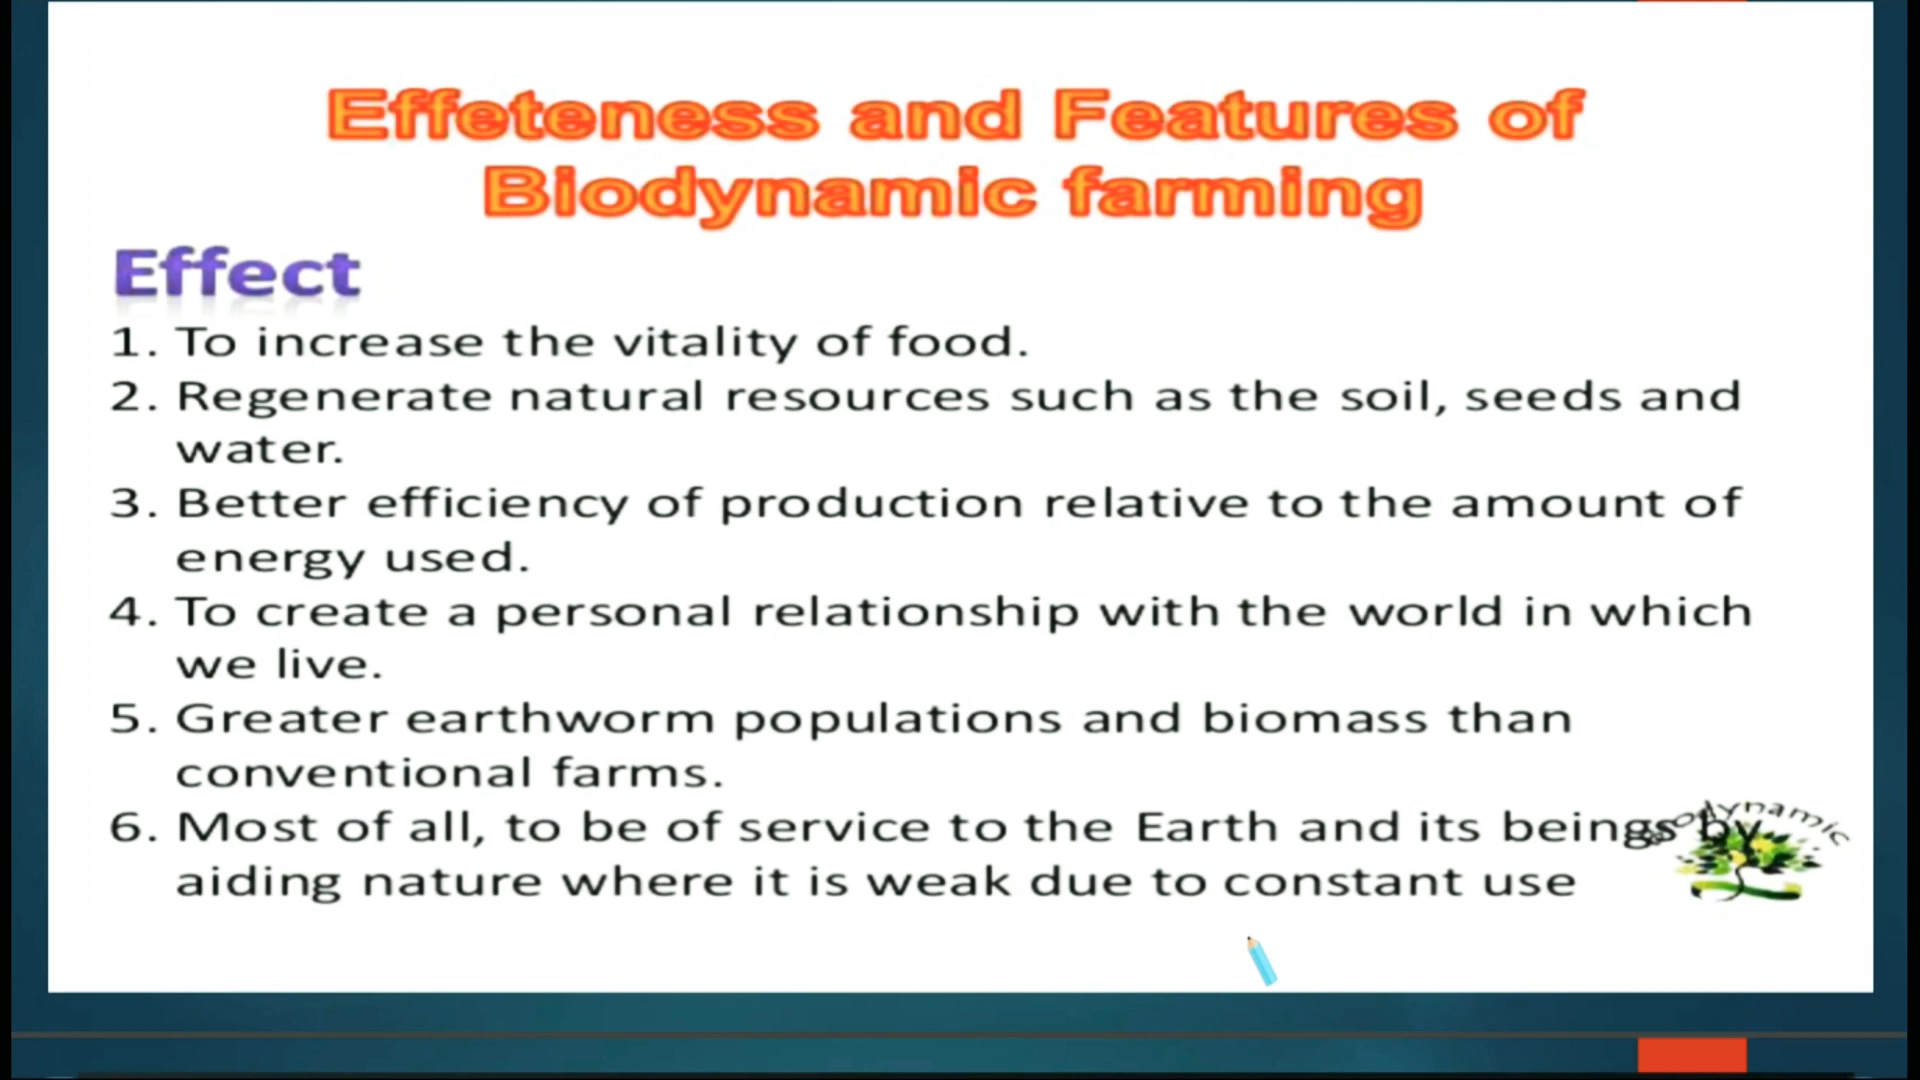 Effeteness and Features of
Biodynamic farming
Effect
1. To increase the vitality of food.
2. Regenerate natural resources such as the soil, seeds and
water.
3. Better efficiency of production relative to the amount of
energy used.
4. To create a personal relationship with the world in which
we live.
5. Greater earthworm populations and biomass than
conventional farms.
6. Most of all, to be of service to the Earth and its beings by
aiding nature where it is weak due to constant use
Biodynamic